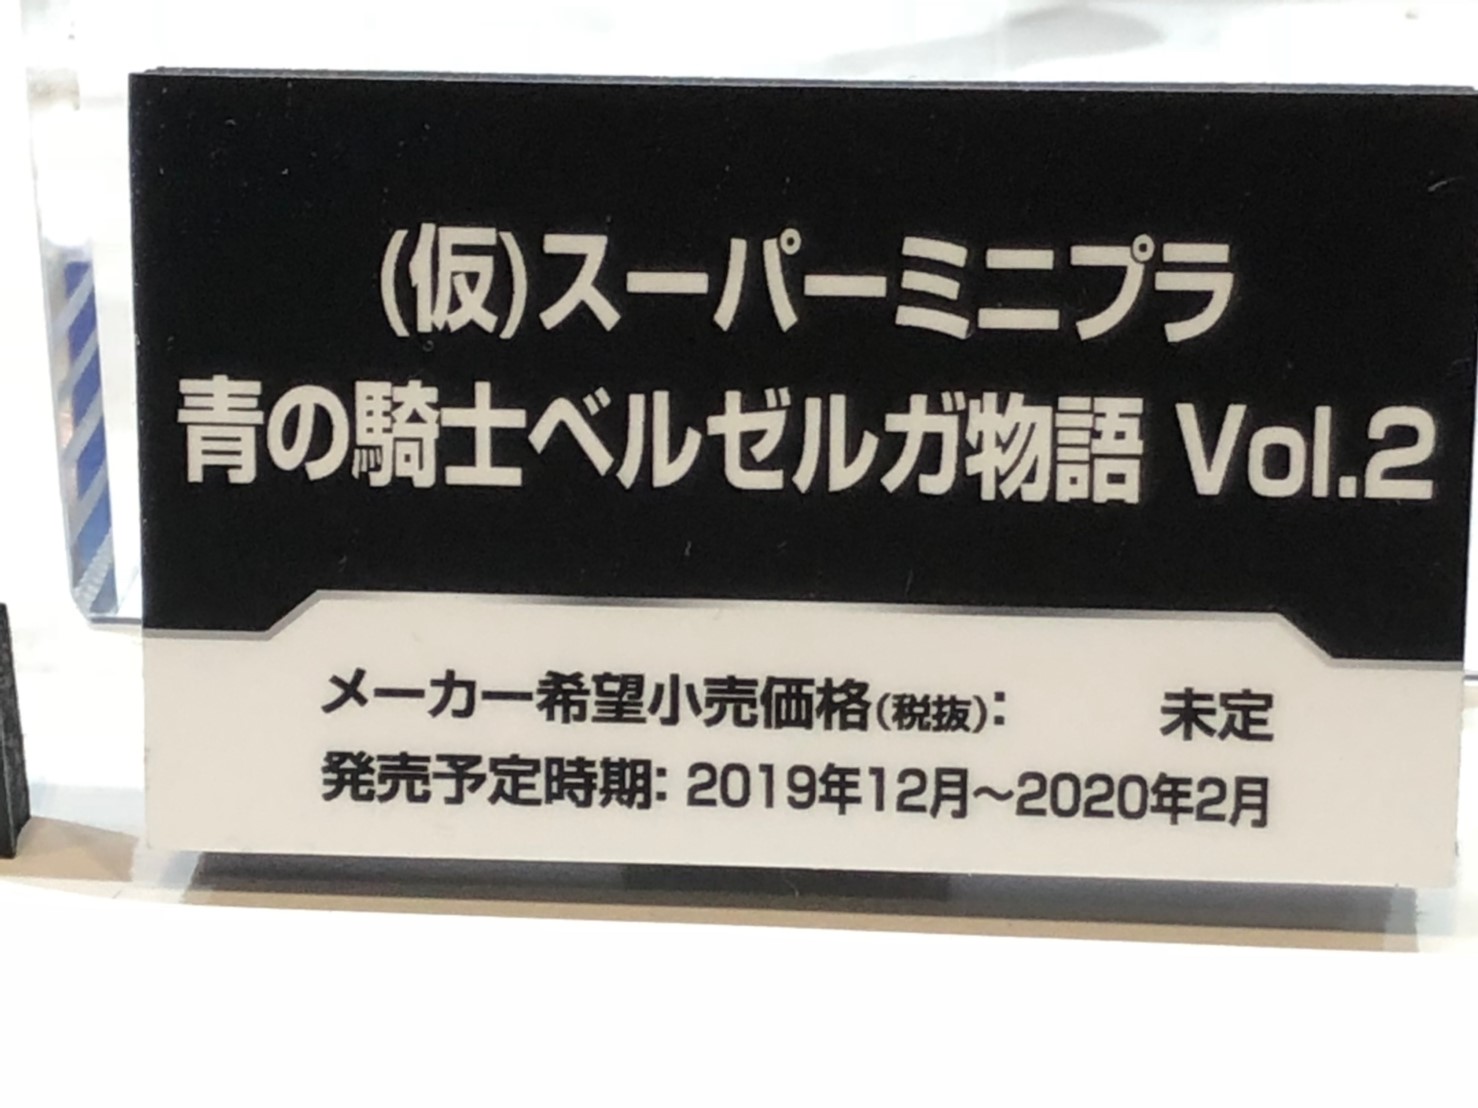 (仮)スーパーミニプラ
青の騎士ベルゼルガ物語 Vol.2
メーカー希望小売価格(税抜): 未定
発売予定時期: 2019年12月～2020年2月